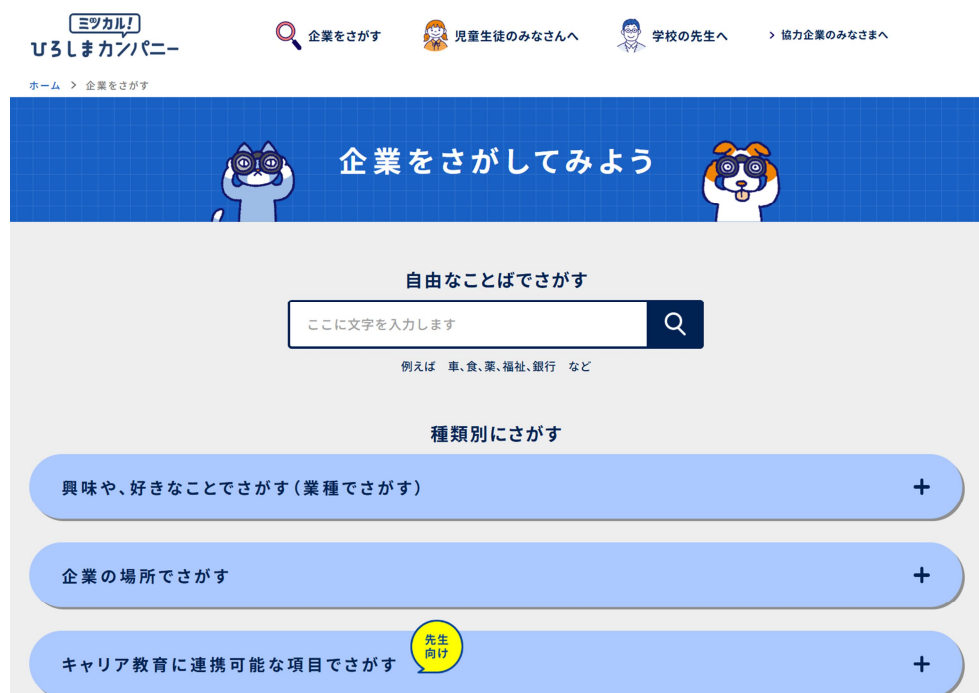 ミツカル!
ひろしまカンパニー
企業をさがす
児童生徒のみなさんへ
学校の先生へ
> 協力企業のみなさまへ
ホーム > 企業をさがす
企業をさがしてみよう
自由なことばでさがす
ここに文字を入力します
例えば 車、食、薬、福祉、銀行 など
種類別にさがす
興味や、好きなことでさがす(業種でさがす)
企業の場所でさがす
キャリア教育に連携可能な項目でさがす
先生
向け